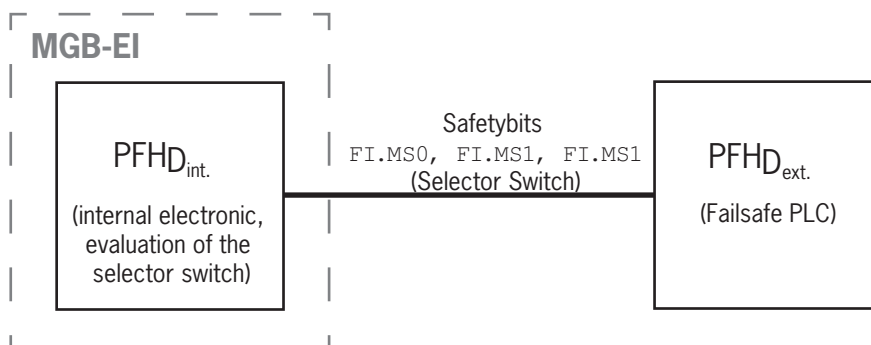 MGB-EI
PFHDint.
(internal electronic,
evaluation of the
selector switch)
Safetybits
FI.MS0, FI.MS1, FI.MS1
(Selector Switch)
PFHDext.
(Failsafe PLC)